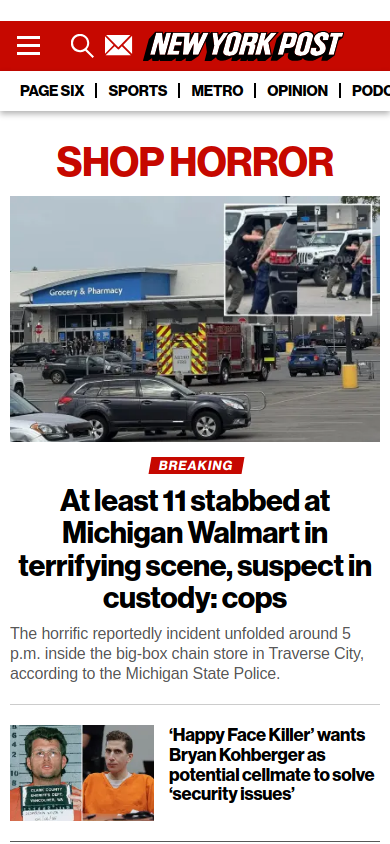 NEW YORK POST
PAGE SIX
SPORTS
METRO
OPINION
PODC
SHOP HORROR
Grocery & Pharmacy
BREAKING
At least 11 stabbed at
Michigan Walmart in
terrifying scene, suspect in
custody: cops
The horrific reportedly incident unfolded around 5
p.m. inside the big-box chain store in Traverse City,
according to the Michigan State Police.
‘Happy Face Killer’ wants
Bryan Kohberger as
potential cellmate to solve
‘security issues’
CLARK COUNTY
SHERIFF'S DEPT.
VANCOUVER, WA